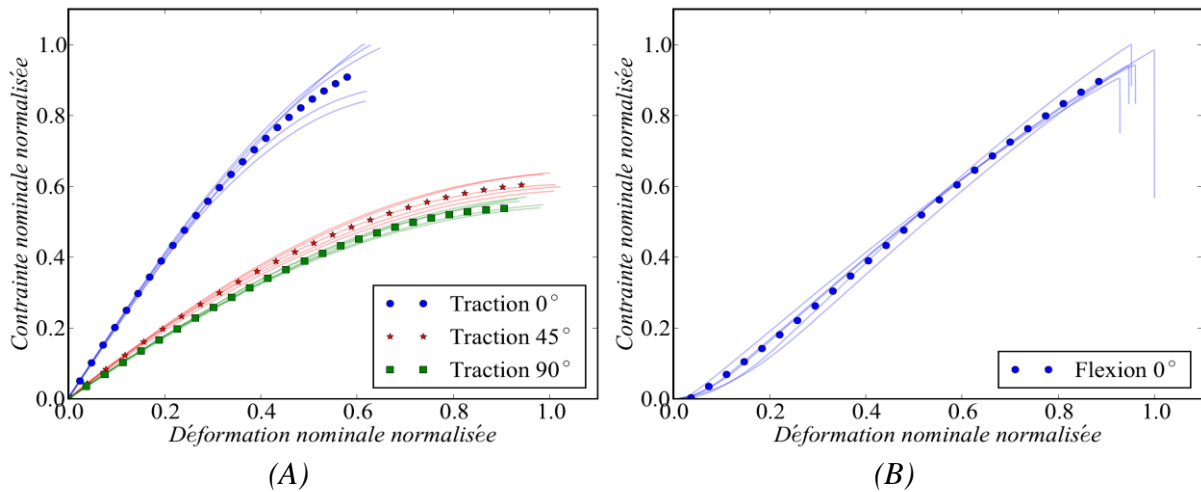 Contrainte nominale normalisée
1.0
0.8
0.6
0.4
0.2
0.0
0.0 0.2 0.4 0.6 0.8 1.0
Déformation nominale normalisée
Traction 0°
Traction 45°
Traction 90°
(A)
Contrainte nominale normalisée
1.0
0.8
0.6
0.4
0.2
0.0
0.0 0.2 0.4 0.6 0.8 1.0
Déformation nominale normalisée
Flexion 0°
(B)